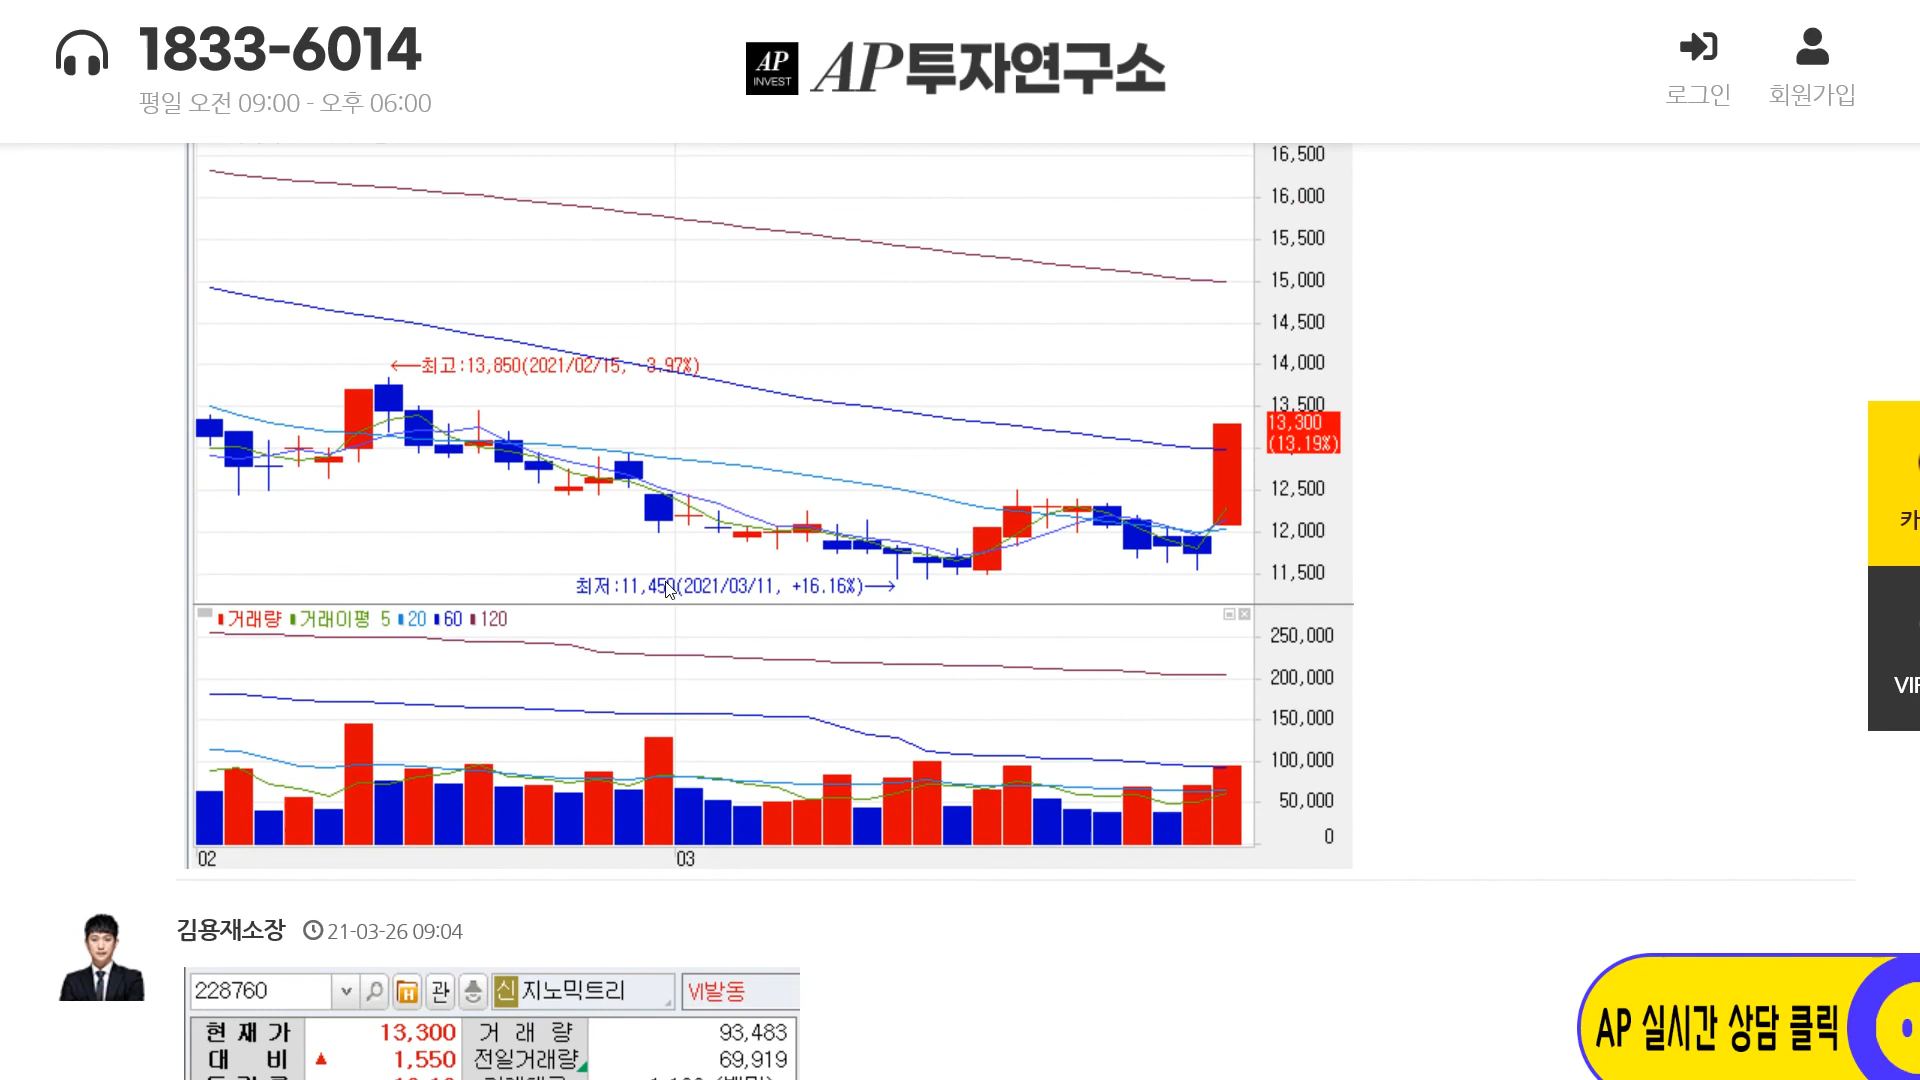 1833-6014
평일 오전 09:00 - 오후 06:00
AP
INVEST
AP투자연구소
로그인
회원가입
16,500
16,000
15,500
15,000
14,500
14,000
13,500
13,300
(13.19%)
12,500
12,000
11,500
←최고:13,850(2021/02/15, -3.97%)
최저:11,450(2021/03/11, +16.16%)→
거래량 거래이평 5 20 60 120
250,000
200,000
150,000
100,000
50,000
0
02
03
카
VIP
김용재소장 21-03-26 09:04
228760 관 신 지노믹트리 VI발동
현재가 13,300 거래량 93,483
대비 ▲ 1,550 전일거래량 69,919
AP 실시간 상담 클릭